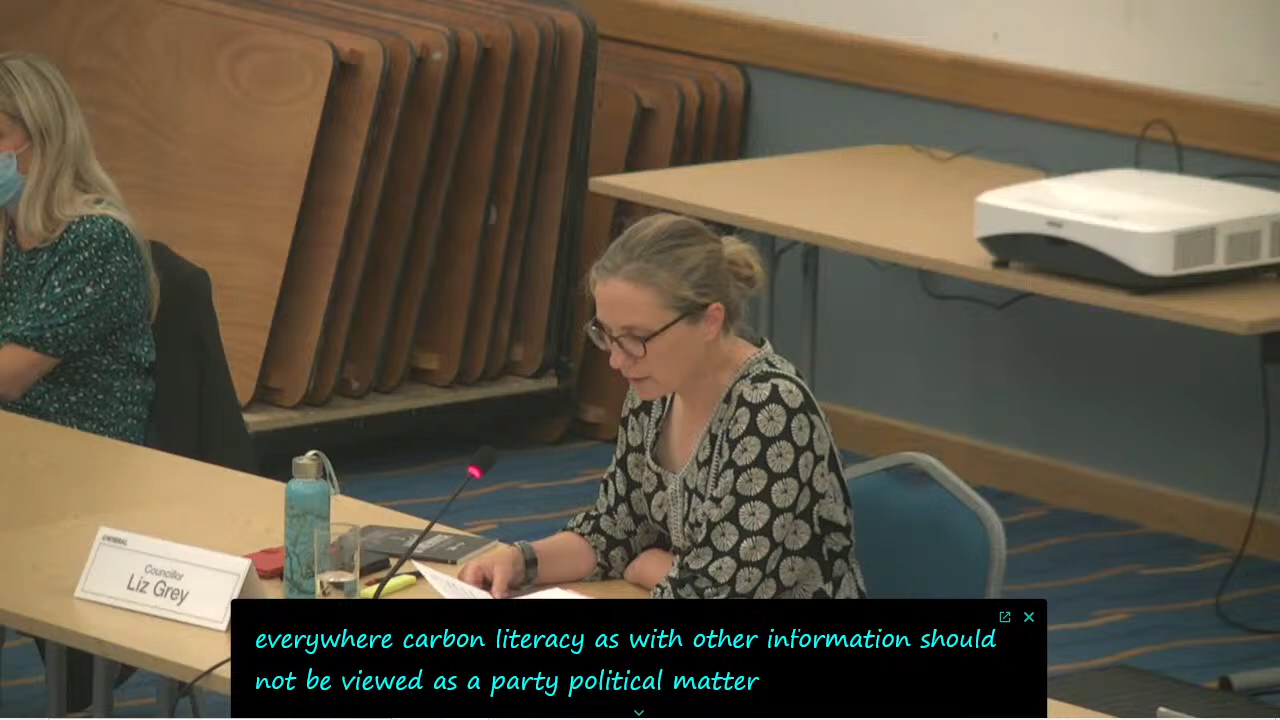 Councillor
Liz Grey
everywhere carbon literacy as with other information should
not be viewed as a party political matter